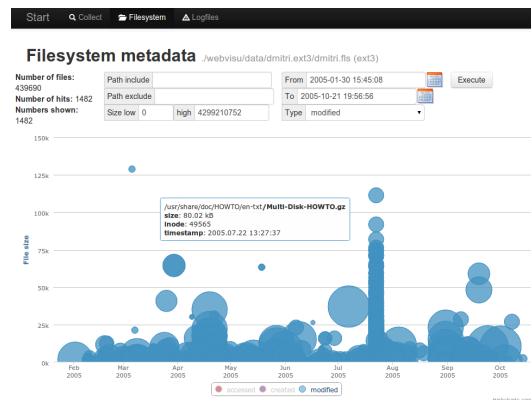 Start Collect Filesystem Logfiles
Filesystem metadata ./webvisu/data/dmitri.ext3/dmitri.fls (ext3)
Number of files:
439690
Number of hits: 1482
Numbers shown:
1482
Path include
Path exclude
Size low 0 high 4299210752
From 2005-01-30 15:45:08
To 2005-10-21 19:56:56
Type modified
Execute
150k
125k
100k
75k
50k
25k
0k
File size
/usr/share/doc/HOWTO/en-txt/Multi-Disk-HOWTO.gz
size: 80.02 kB
inode: 49565
timestamp: 2005.07.22 13:27:37
Feb
2005
Mar
2005
Apr
2005
May
2005
Jun
2005
Jul
2005
Aug
2005
Sep
2005
Oct
2005
accessed created modified